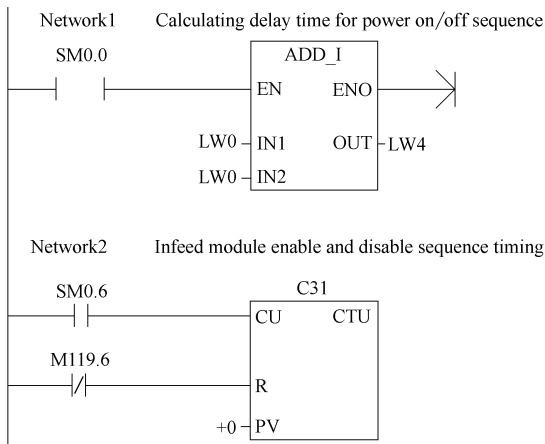 Network1 Calculating delay time for power on/off sequence
SM0.0
ADD_I
EN ENO
LW0 IN1 OUT LW4
LW0 IN2
Network2 Infeed module enable and disable sequence timing
SM0.6
C31
CU CTU
M119.6
R
+0 PV